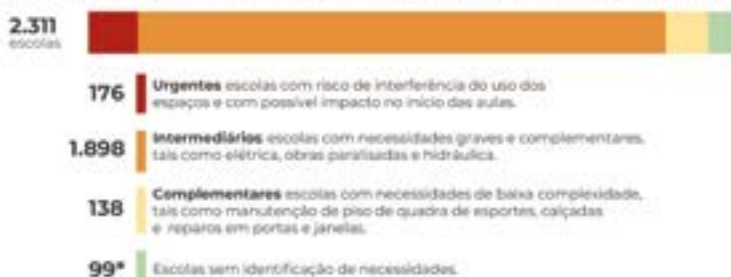 2.311
escolas
176
Urgentes escolas com risco de interferência do uso dos
espaços e com possível impacto no início das aulas.
1.898
Intermediários escolas com necessidades graves e complementares,
tais como elétrica, obras paralisadas e hidráulica.
138
Complementares escolas com necessidades de baixa complexidade,
tais como manutenção de piso de quadra de esportes, calçadas
e reparos em portas e janelas.
99*
Escolas sem identificação de necessidades.